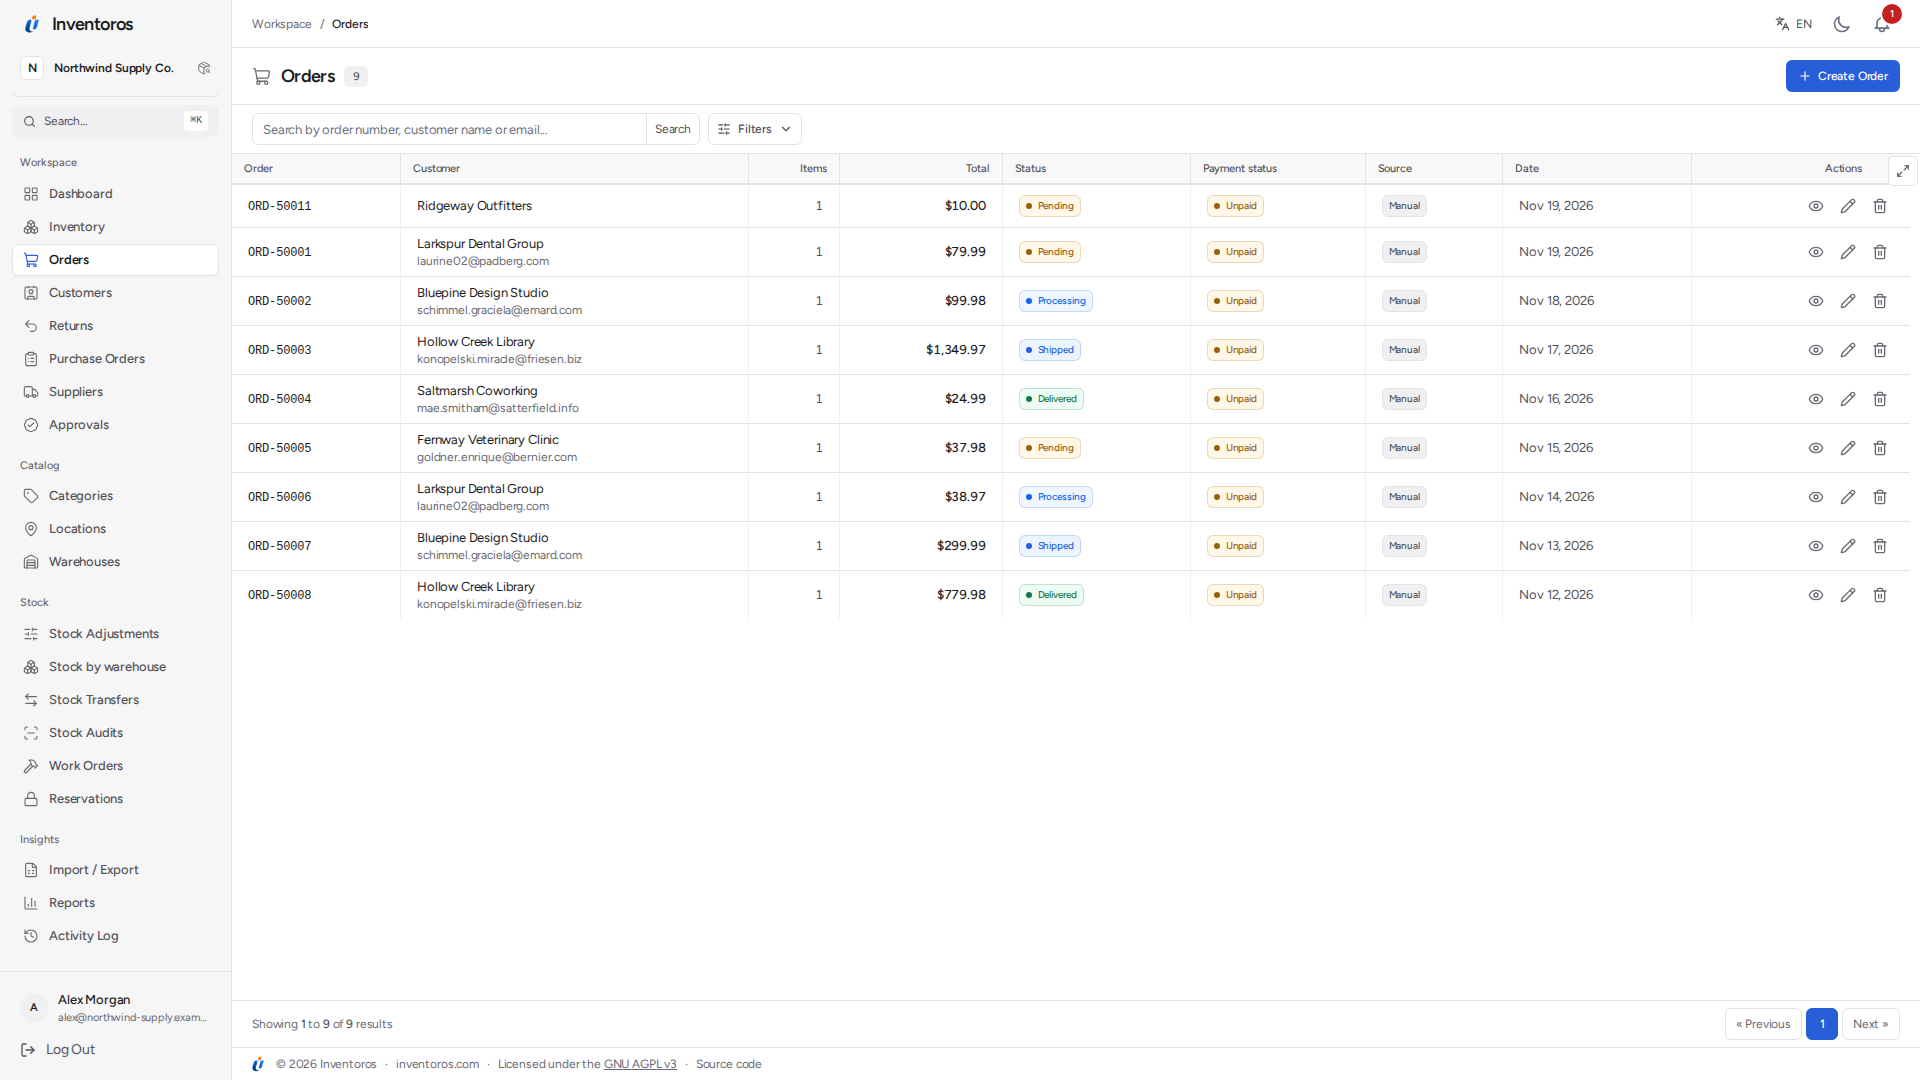 Inventoros
N Northwind Supply Co.
Search... ⌘K
Workspace
Dashboard
Inventory
Orders
Customers
Returns
Purchase Orders
Suppliers
Approvals
Catalog
Categories
Locations
Warehouses
Stock
Stock Adjustments
Stock by warehouse
Stock Transfers
Stock Audits
Work Orders
Reservations
Insights
Import / Export
Reports
Activity Log
A Alex Morgan
alex@northwind-supply.exam...
Log Out
Workspace / Orders
EN 1
Orders 9
+ Create Order
Search by order number, customer name or email... Search Filters
Order Customer Items Total Status Payment status Source Date Actions
ORD-50011 Ridgeway Outfitters 1 $10.00 Pending Unpaid Manual Nov 19, 2026
ORD-50001 Larkspur Dental Group 1 $79.99 Pending Unpaid Manual Nov 19, 2026
laurine02@padberg.com
ORD-50002 Bluepine Design Studio 1 $99.98 Processing Unpaid Manual Nov 18, 2026
schimmel.graciela@emard.com
ORD-50003 Hollow Creek Library 1 $1,349.97 Shipped Unpaid Manual Nov 17, 2026
konopelski.miracle@friesen.biz
ORD-50004 Saltmarsh Coworking 1 $24.99 Delivered Unpaid Manual Nov 16, 2026
mae.smitham@satterfield.info
ORD-50005 Fernway Veterinary Clinic 1 $37.98 Pending Unpaid Manual Nov 15, 2026
goldner.enrique@bernier.com
ORD-50006 Larkspur Dental Group 1 $38.97 Processing Unpaid Manual Nov 14, 2026
laurine02@padberg.com
ORD-50007 Bluepine Design Studio 1 $299.99 Shipped Unpaid Manual Nov 13, 2026
schimmel.graciela@emard.com
ORD-50008 Hollow Creek Library 1 $779.98 Delivered Unpaid Manual Nov 12, 2026
konopelski.miracle@friesen.biz
Showing 1 to 9 of 9 results
« Previous 1 Next »
© 2026 Inventoros · inventoros.com · Licensed under the GNU AGPL v3 · Source code